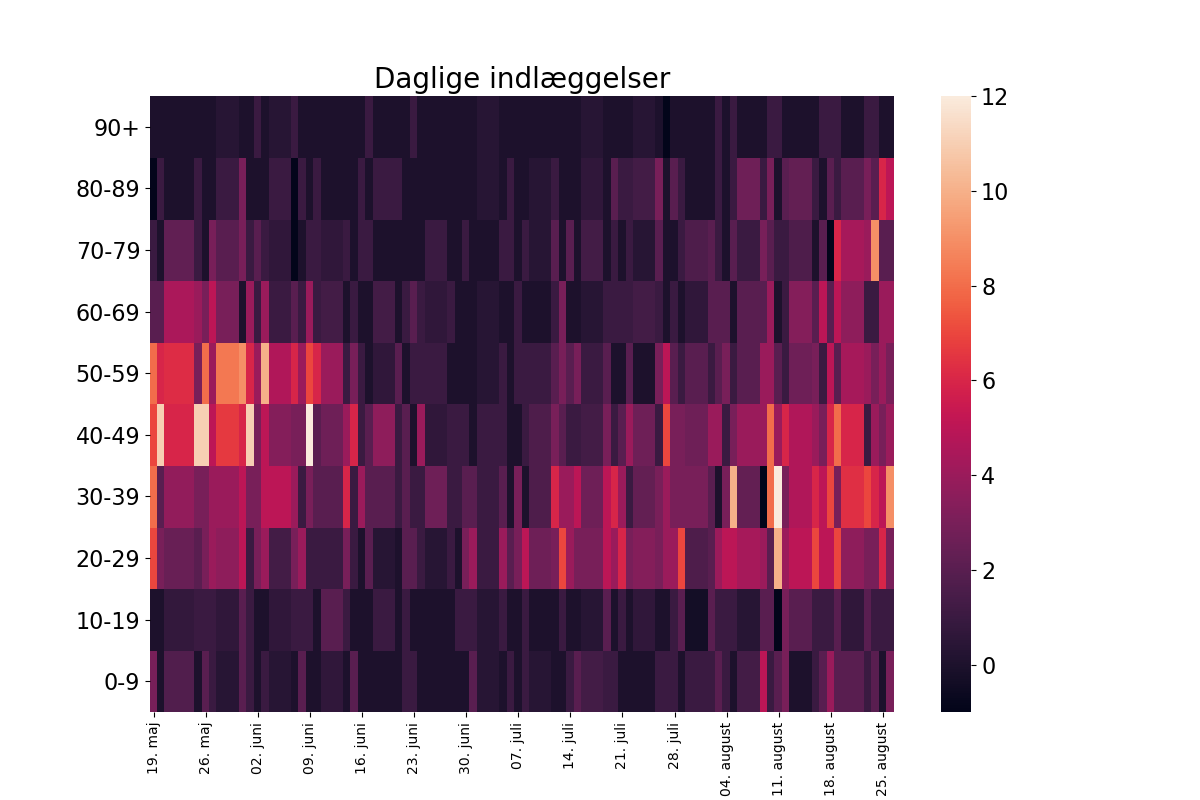 Daglige indlæggelser
90+
80-89
70-79
60-69
50-59
40-49
30-39
20-29
10-19
0-9
12
10
8
6
4
2
0
19. maj
26. maj
02. juni
09. juni
16. juni
23. juni
30. juni
07. juli
14. juli
21. juli
28. juli
04. august
11. august
18. august
25. august